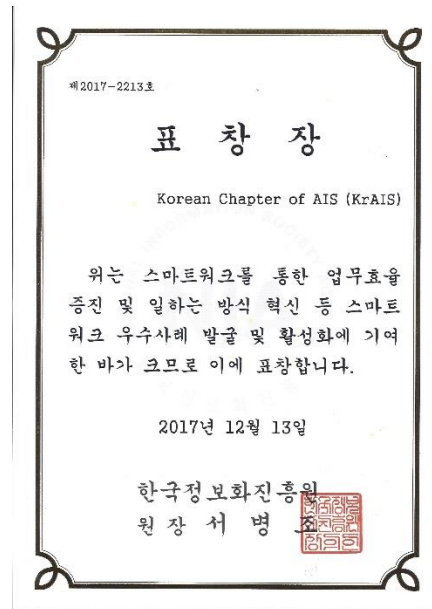 제2017-2213호
표 창 장
Korean Chapter of AIS (KrAIS)
위는 스마트워크를 통한 업무효율
증진 및 일하는 방식 혁신 등 스마트
워크 우수사례 발굴 및 활성화에 기여
한 바가 크므로 이에 표창합니다.
2017년 12월 13일
한국정보화진흥원
원 장 서 병 조